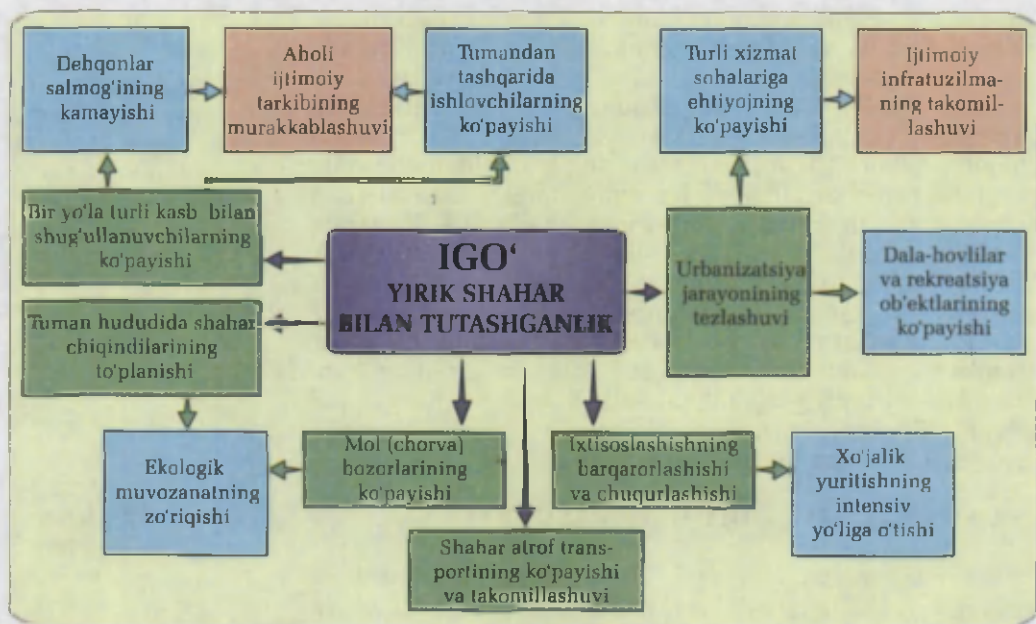 Dehqonlar
salmog'ining
kamayishi
Aholi
ijtimoiy
tarkibining
murakkablashuvi
Tumandan
tashqarida
ishlovchilarning
ko'payishi
Turli xizmat
sohalariga
ehtiyojning
ko'payishi
Ijtimoiy
infratuzilma-
ning takomil-
lashuvi
Bir yo'la turli kasb bilan
shug'ullanuvchilarning
ko'payishi
IGO'
YIRIK SHAHAR
BILAN TUTASHGANLIK
Urbanizatsiya
jarayonining
tezlashuvi
Dala-hovlilar
va rekreatsiya
ob'ektlarining
ko'payishi
Tuman hududida shahar
chiqindilarining
to'planishi
Ekologik
muvozanatning
zo'riqishi
Mol (chorva)
bozorlarining
ko'payishi
Ixtisoslashishning
barqarorlashishi
va chuqurlashishi
Xo'jalik
yuritishning
intensiv
yo'liga o'tishi
Shahar atrof trans-
portining ko'payishi
va takomillashuvi